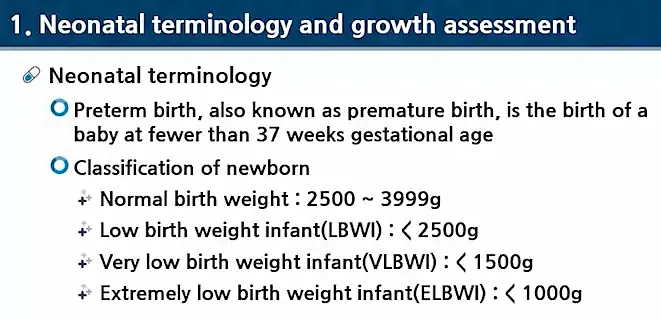 1. Neonatal terminology and growth assessment
Neonatal terminology
Preterm birth, also known as premature birth, is the birth of a
baby at fewer than 37 weeks gestational age
Classification of newborn
Normal birth weight : 2500 ~ 3999g
Low birth weight infant(LBWI) : < 2500g
Very low birth weight infant(VLBWI) : < 1500g
Extremely low birth weight infant(ELBWI) : < 1000g